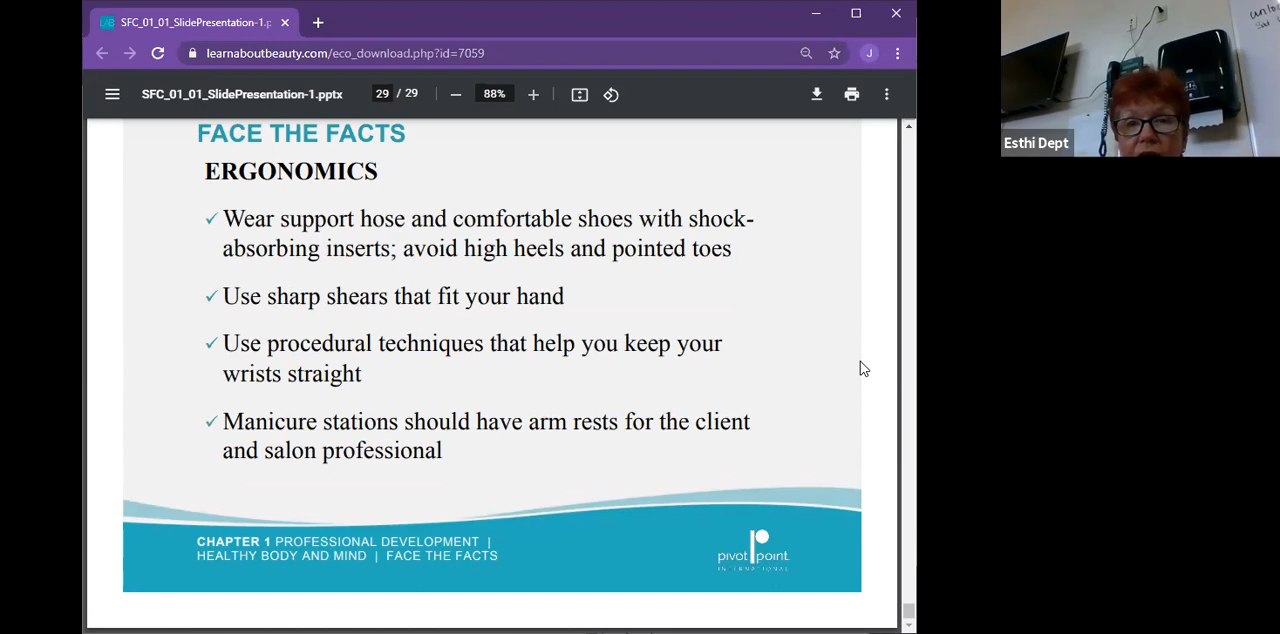 SFC_01_01_SlidePresentation-1.p
learnaboutbeauty.com/eco_download.php?id=7059
J
SFC_01_01_SlidePresentation-1.pptx
29 / 29
88%
FACE THE FACTS
ERGONOMICS
Wear support hose and comfortable shoes with shock-
absorbing inserts; avoid high heels and pointed toes
Use sharp shears that fit your hand
Use procedural techniques that help you keep your
wrists straight
Manicure stations should have arm rests for the client
and salon professional
CHAPTER 1 PROFESSIONAL DEVELOPMENT |
HEALTHY BODY AND MIND | FACE THE FACTS
pivot point
INTERNATIONAL
Esthi Dept